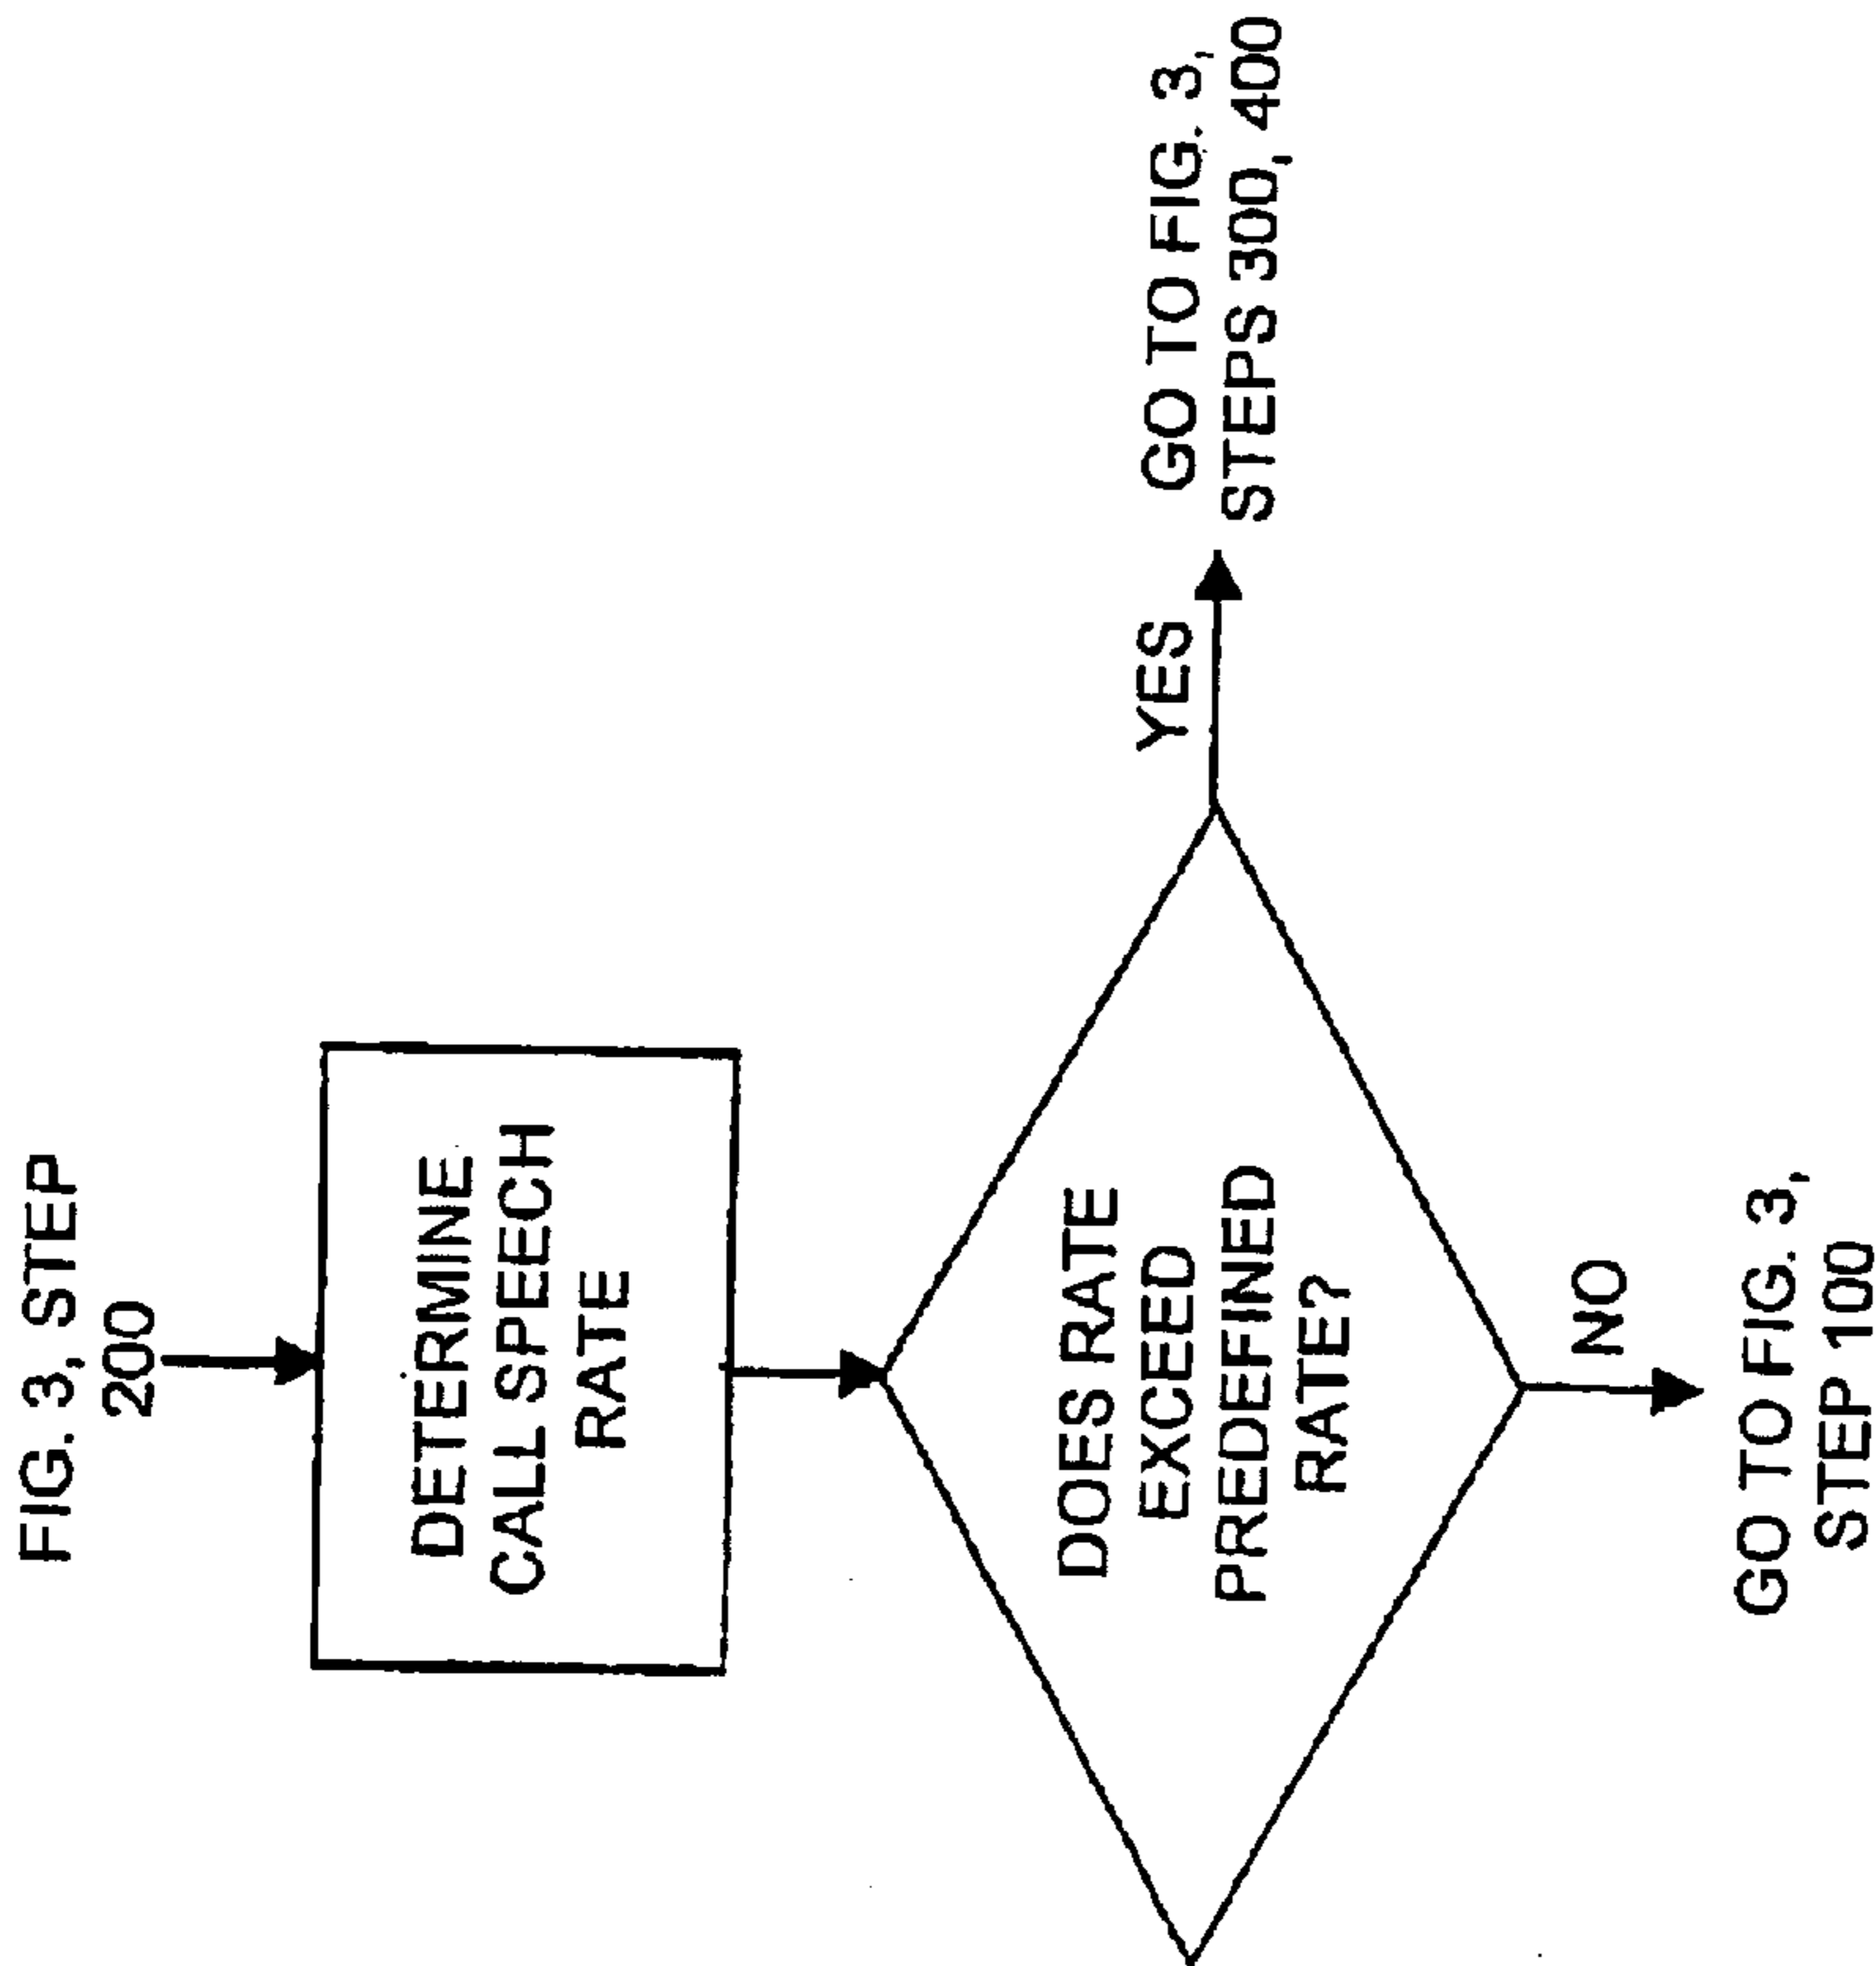 FIG. 3, STEP
200
DETERMINE
CALL SPEECH
RATE
DOES RATE
EXCEED
PREDEFINED
RATE?
YES
GO TO FIG. 3,
STEPS 300, 400
NO
GO TO FIG. 3,
STEP 100